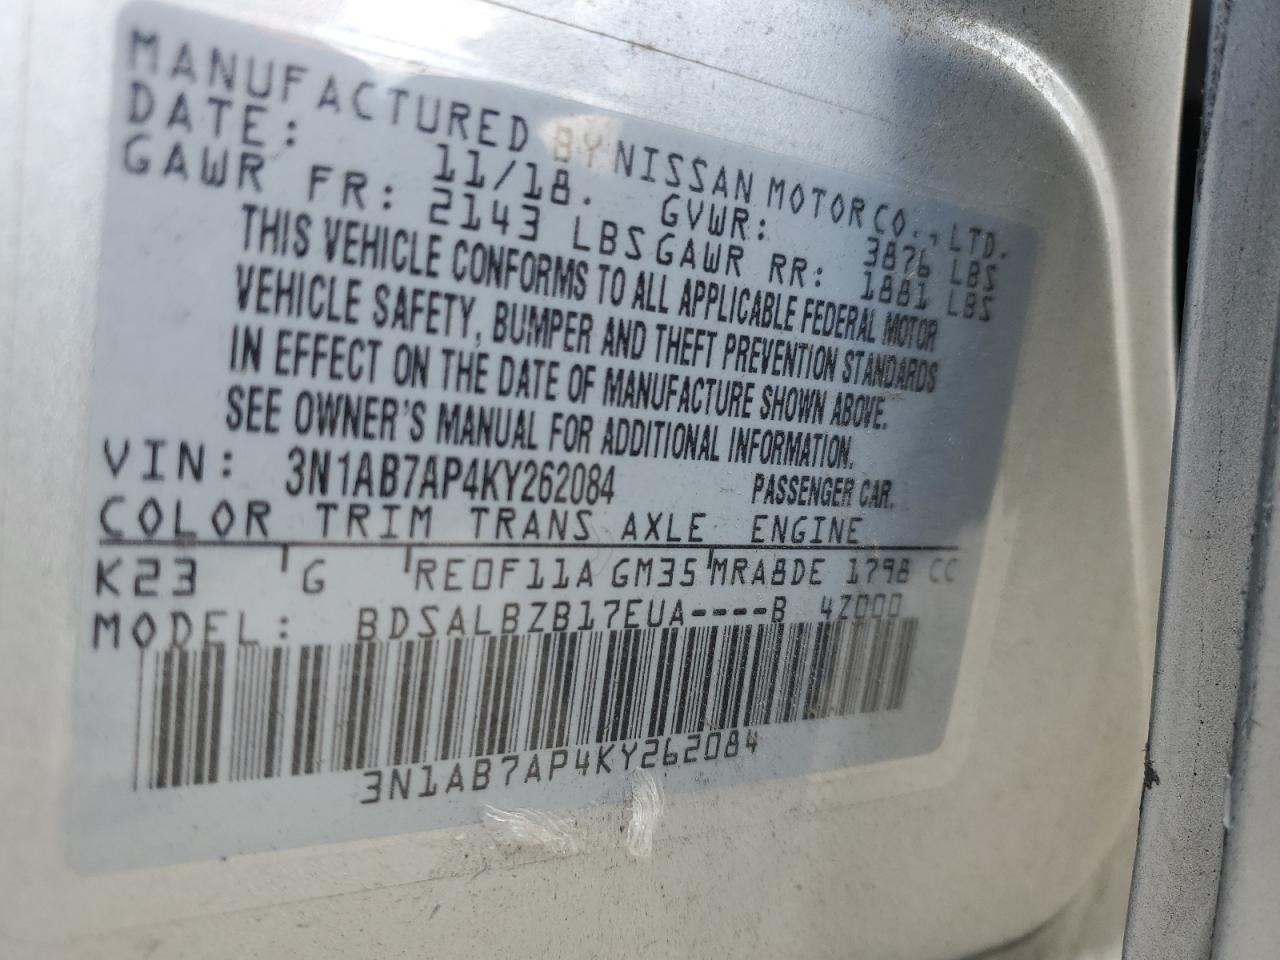 MANUFACTURED BY NISSAN MOTOR CO., LTD.
DATE: 11/18. GVWR: 3876 LBS
GAWR FR: 2143 LBS GAWR RR: 1881 LBS
THIS VEHICLE CONFORMS TO ALL APPLICABLE FEDERAL MOTOR
VEHICLE SAFETY, BUMPER AND THEFT PREVENTION STANDARDS
IN EFFECT ON THE DATE OF MANUFACTURE SHOWN ABOVE.
SEE OWNER'S MANUAL FOR ADDITIONAL INFORMATION.
VIN: 3N1AB7AP4KY262084 PASSENGER CAR.
COLOR TRIM TRANS AXLE ENGINE
K23 G RE0F11A GM35 MRA8DE 1798 CC
MODEL: BDSALBZB17EUA----B 4Z000
3N1AB7AP4KY262084